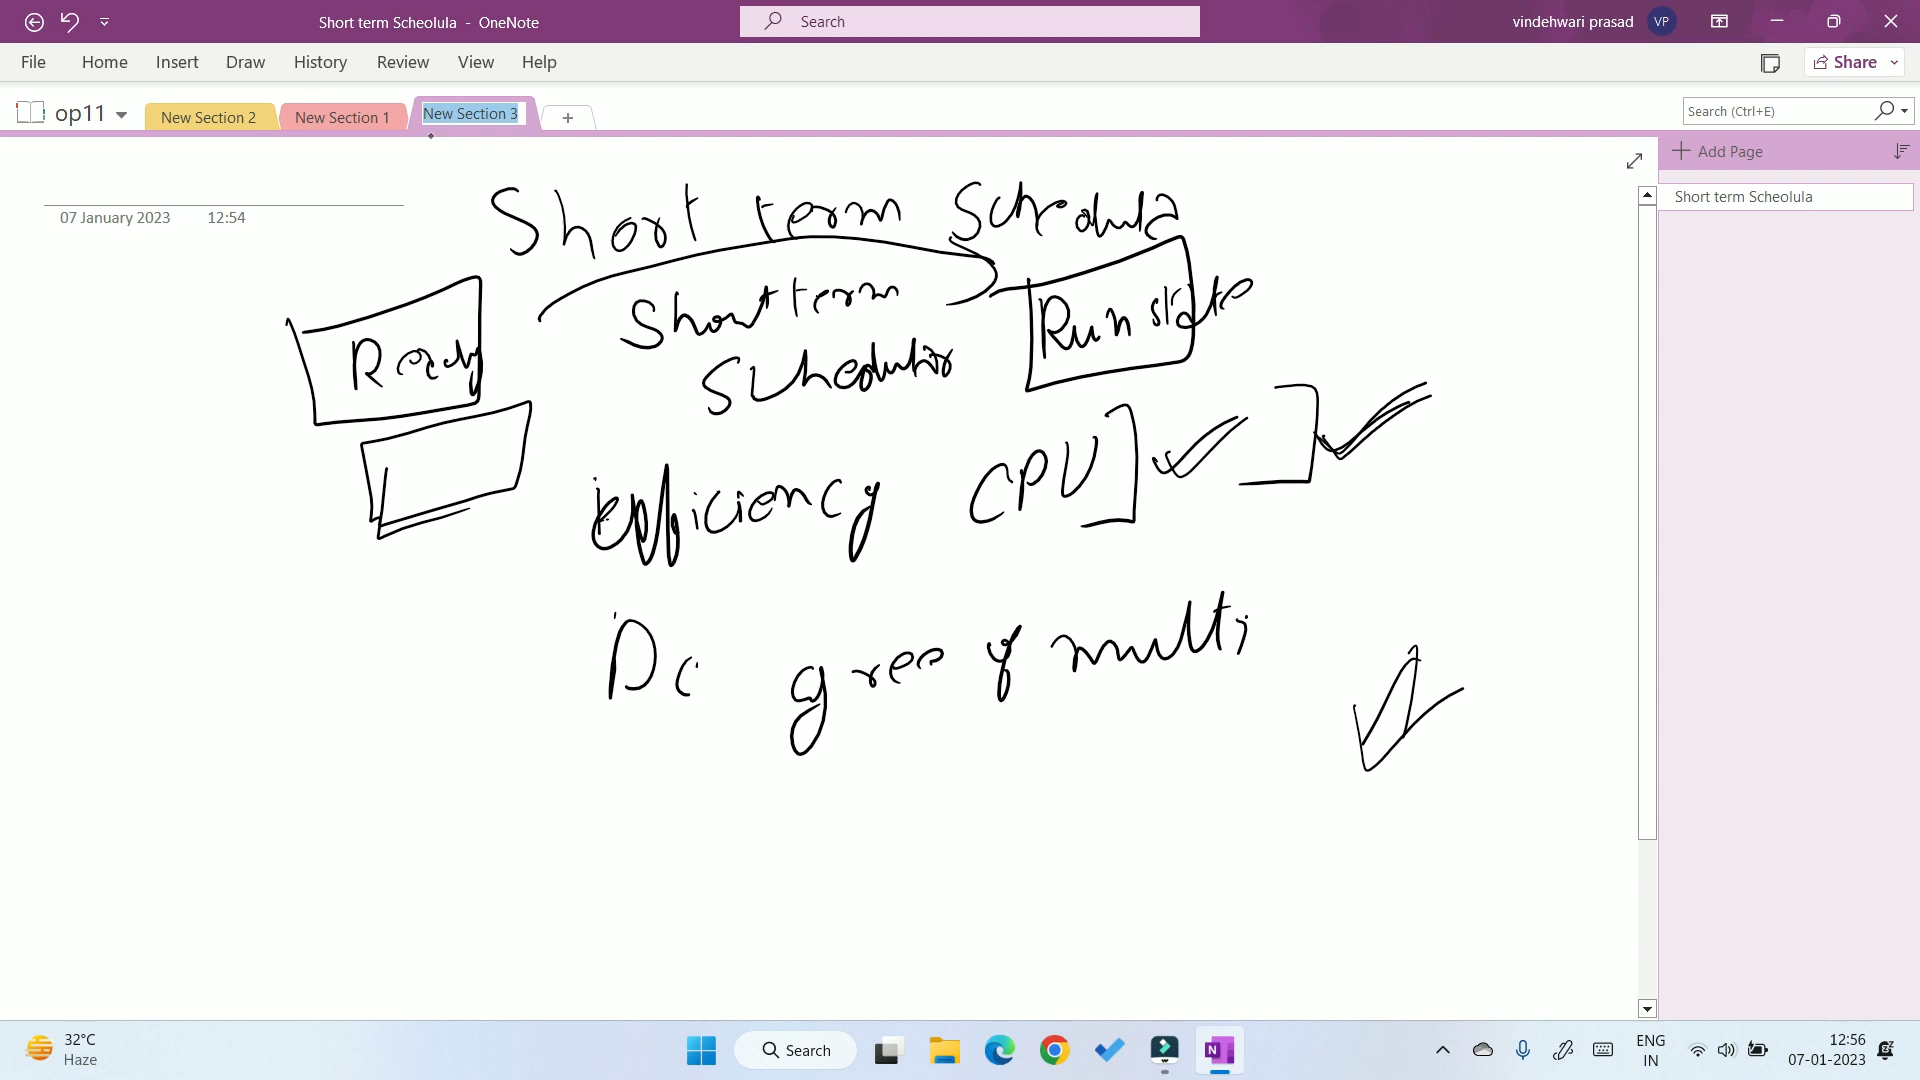 Short term Scheolula - OneNote
Search
vindehwari prasad VP
File Home Insert Draw History Review View Help
Share
op11
New Section 2
New Section 1
New Section 3
Search (Ctrl+E)
Add Page
Short term Scheolula
07 January 2023 12:54
Short term Schedula
Short term
Ready
Run state
efficiency CPU
De gree of multi
32°C
Haze
Search
ENG
IN
12:56
07-01-2023